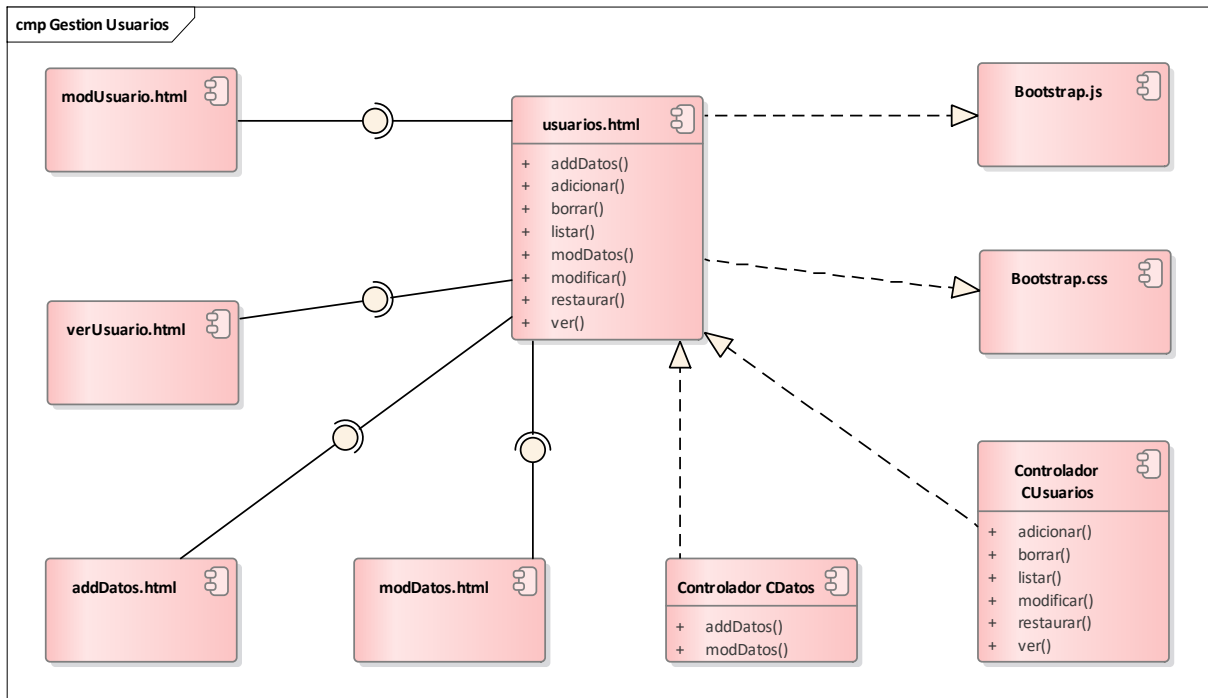 cmp Gestion Usuarios
modUsuario.html
usuarios.html
+ addDatos()
+ adicionar()
+ borrar()
+ listar()
+ modDatos()
+ modificar()
+ restaurar()
+ ver()
Bootstrap.js
verUsuario.html
Bootstrap.css
addDatos.html
modDatos.html
Controlador CDatos
+ addDatos()
+ modDatos()
Controlador
CUsuarios
+ adicionar()
+ borrar()
+ listar()
+ modificar()
+ restaurar()
+ ver()